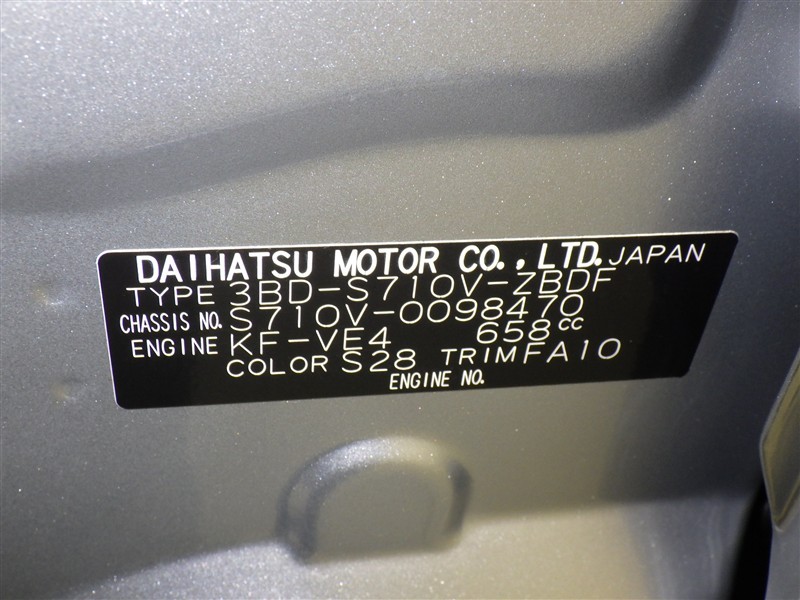 DAIHATSU MOTOR CO.,LTD. JAPAN
TYPE 3BD-S710V-ZBDF
CHASSIS NO. S710V-0098470
ENGINE KF-VE4 658cc
COLOR S28 TRIM FA10
ENGINE NO.